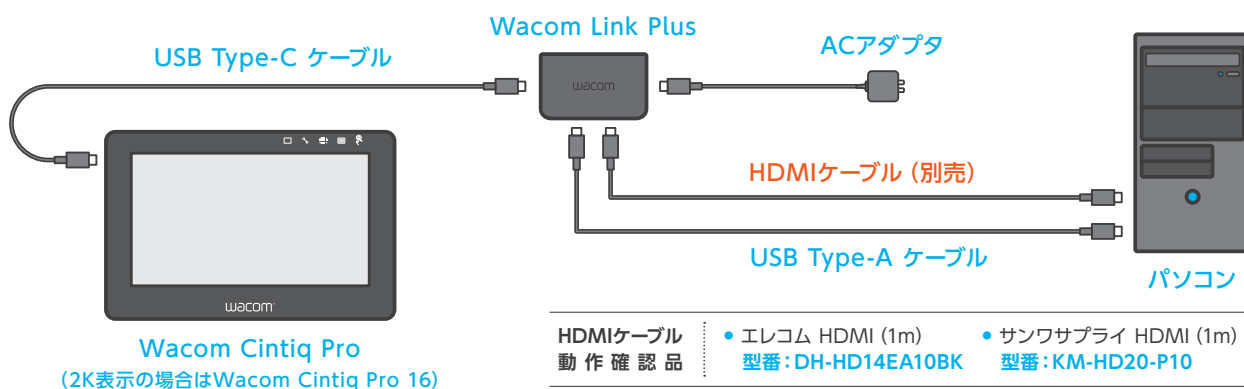 Wacom Link Plus
USB Type-C ケーブル
ACアダプタ
wacom
HDMIケーブル（別売）
USB Type-A ケーブル
パソコン
wacom
Wacom Cintiq Pro
（2K表示の場合はWacom Cintiq Pro 16）
HDMIケーブル
動作確認品
• エレコム HDMI (1m)
型番：DH-HD14EA10BK
• サンワサプライ HDMI (1m)
型番：KM-HD20-P10